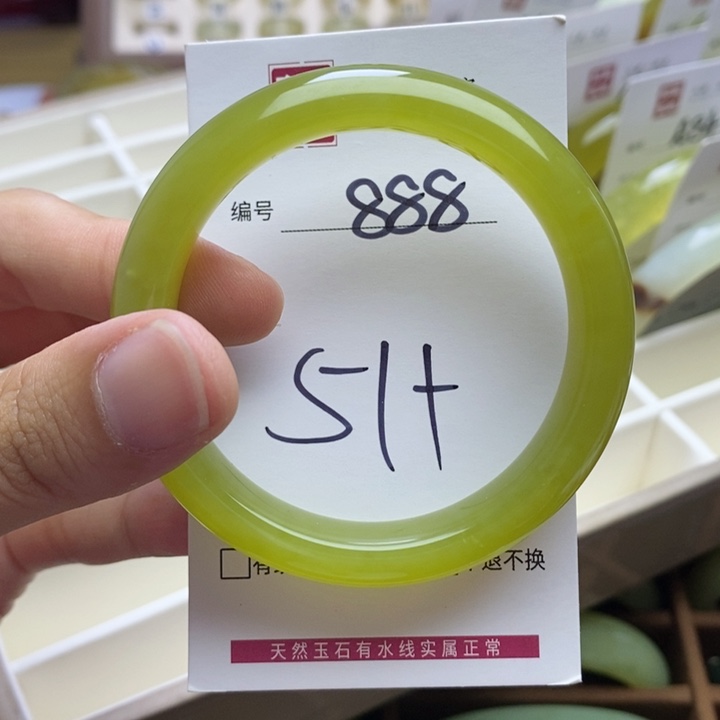 编号 888
51+
退不换
天然玉石有水线实属正常